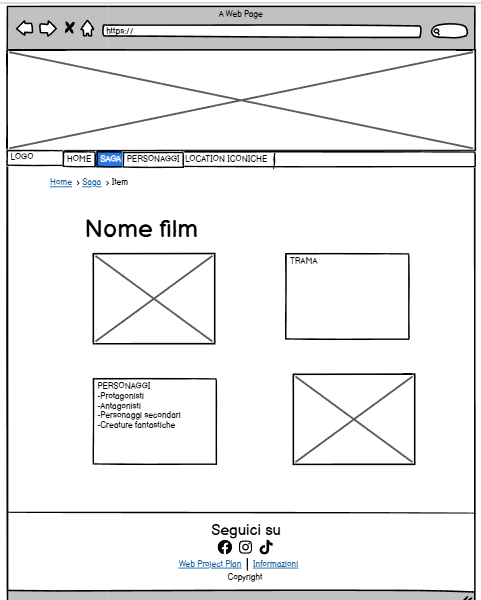 A Web Page
https://
LOGO
HOME
SAGA
PERSONAGGI
LOCATION ICONICHE
Home > Saga > Item
Nome film
TRAMA
PERSONAGGI
-Protagonisti
-Antagonisti
-Personaggi secondari
-Creature fantastiche
Seguici su
Web Project Plan | Informazioni
Copyright